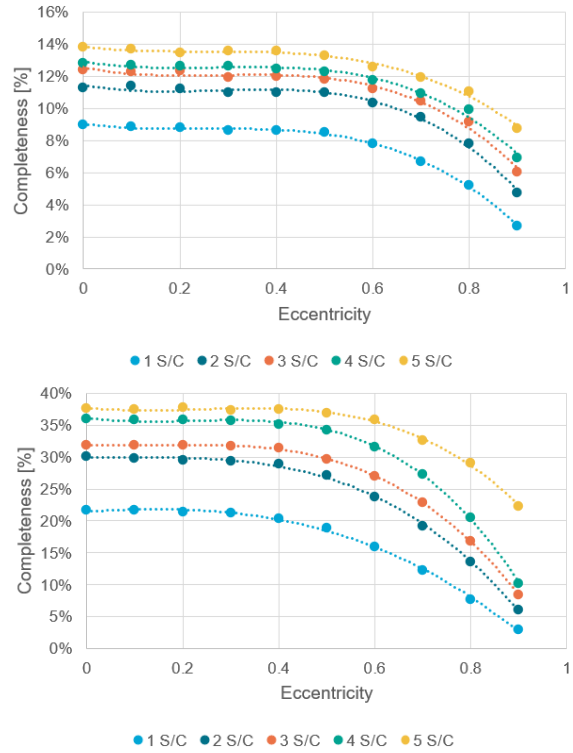 16%
14%
12%
10%
8%
6%
4%
2%
0%
Completeness [%]
0 0.2 0.4 0.6 0.8 1
Eccentricity
1 S/C 2 S/C 3 S/C 4 S/C 5 S/C
40%
35%
30%
25%
20%
15%
10%
5%
0%
Completeness [%]
0 0.2 0.4 0.6 0.8 1
Eccentricity
1 S/C 2 S/C 3 S/C 4 S/C 5 S/C